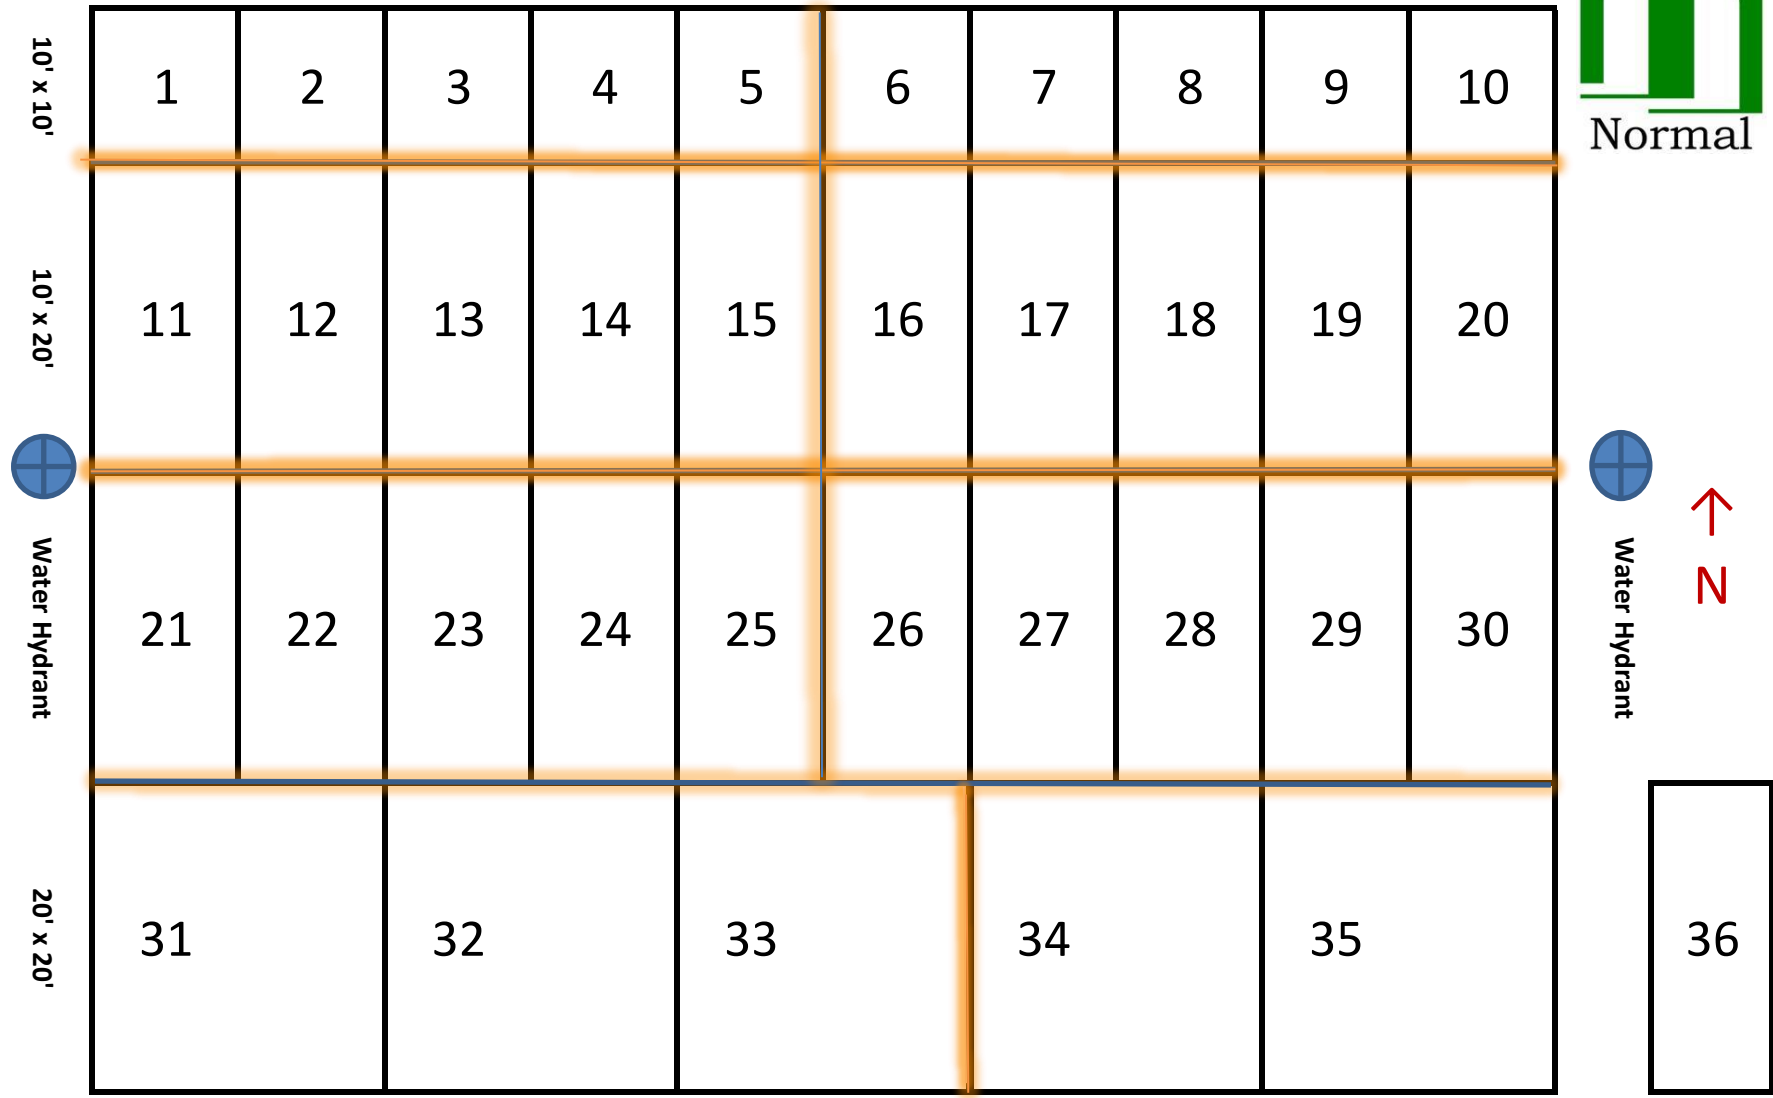 10' x 10'
1 2 3 4 5 6 7 8 9 10
Normal
10' x 20'
11 12 13 14 15 16 17 18 19 20
Water Hydrant
21 22 23 24 25 26 27 28 29 30
Water Hydrant
N
20' x 20'
31 32 33 34 35 36